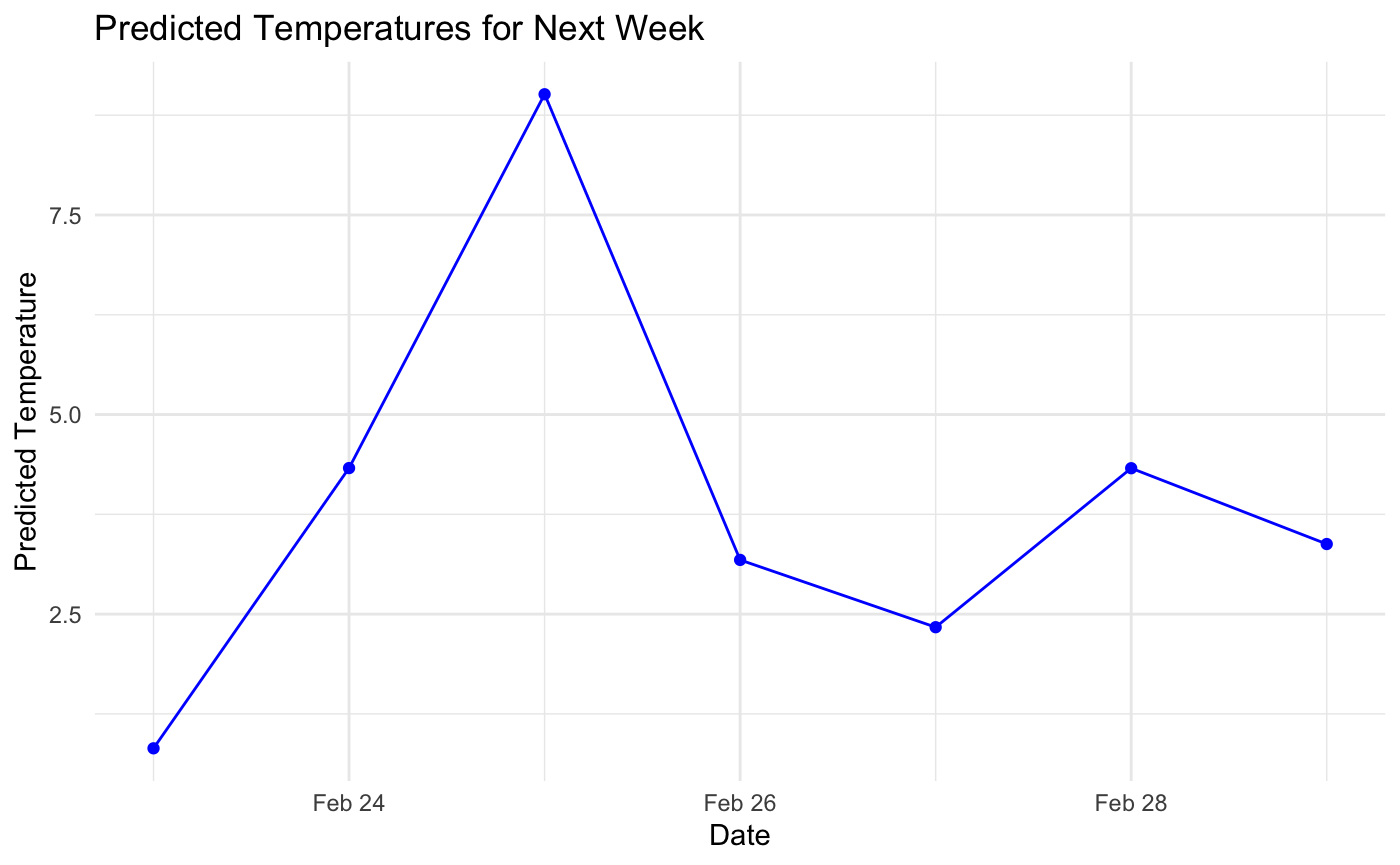 Predicted Temperatures for Next Week
Predicted Temperature
7.5
5.0
2.5
Feb 24
Feb 26
Feb 28
Date